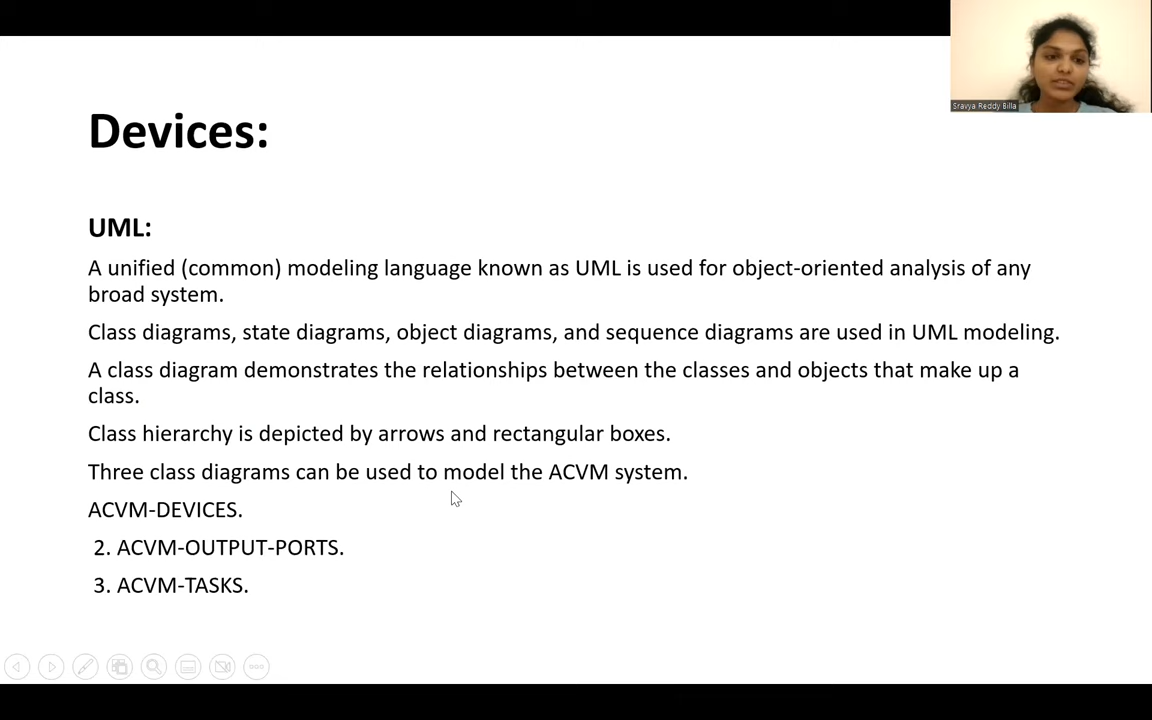 Sravya Reddy Billa
Devices:
UML:
A unified (common) modeling language known as UML is used for object-oriented analysis of any
broad system.
Class diagrams, state diagrams, object diagrams, and sequence diagrams are used in UML modeling.
A class diagram demonstrates the relationships between the classes and objects that make up a
class.
Class hierarchy is depicted by arrows and rectangular boxes.
Three class diagrams can be used to model the ACVM system.
ACVM-DEVICES.
2. ACVM-OUTPUT-PORTS.
3. ACVM-TASKS.